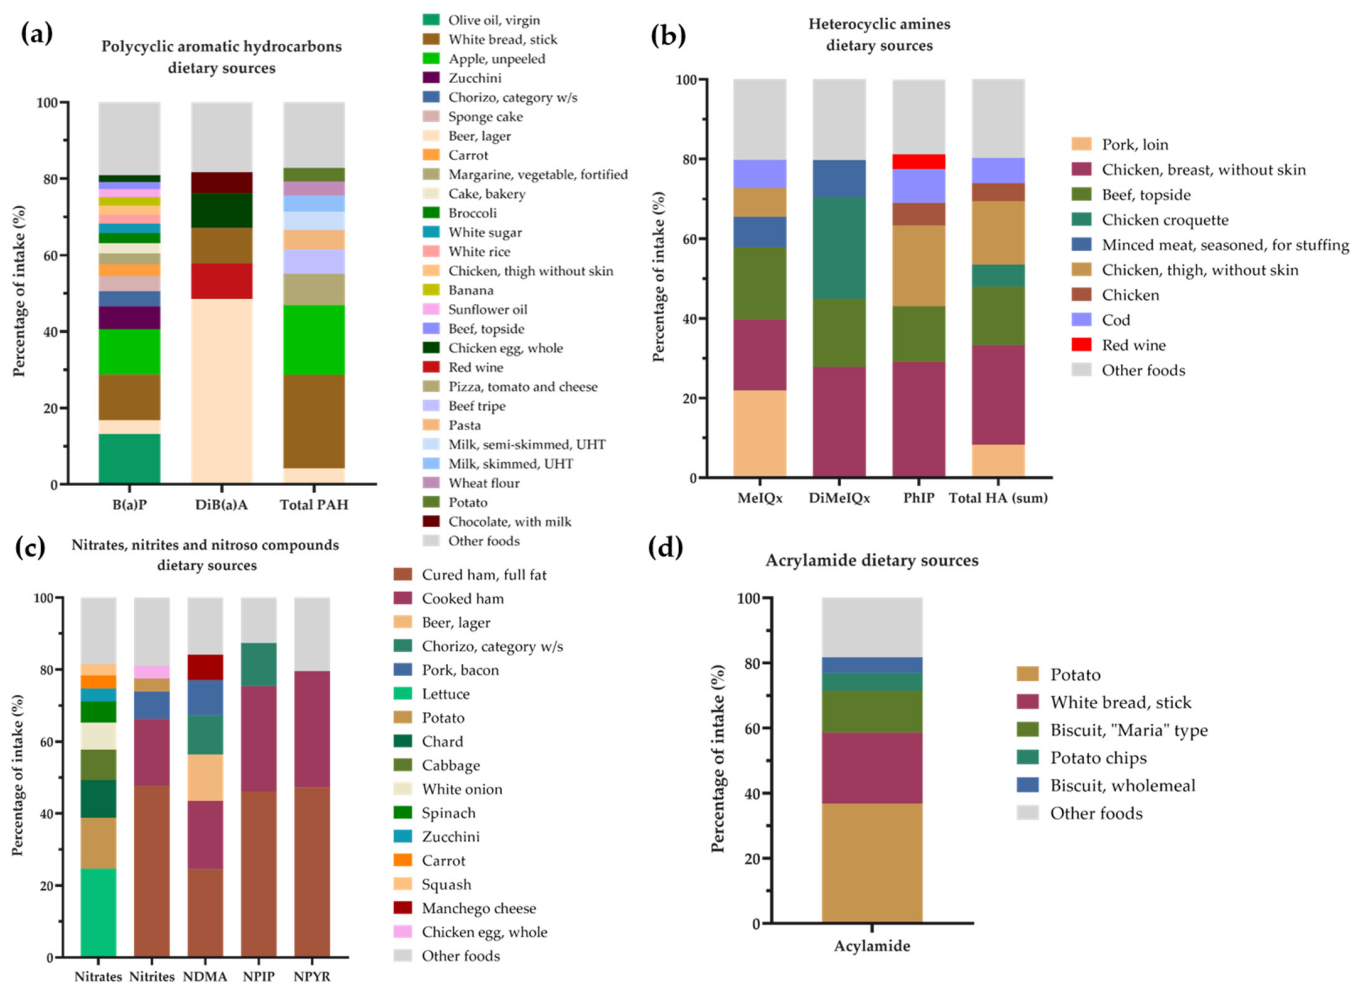 (a)
Polycyclic aromatic hydrocarbons
dietary sources
Percentage of intake (%)
100
80
60
40
20
0
B(a)P
DiB(a)A
Total PAH
Olive oil, virgin
White bread, stick
Apple, unpeeled
Zucchini
Chorizo, category w/s
Sponge cake
Beer, lager
Carrot
Margarine, vegetable, fortified
Cake, bakery
Broccoli
White sugar
White rice
Chicken, thigh without skin
Banana
Sunflower oil
Beef, topside
Chicken egg, whole
Red wine
Pizza, tomato and cheese
Beef tripe
Pasta
Milk, semi-skimmed, UHT
Milk, skimmed, UHT
Wheat flour
Potato
Chocolate, with milk
Other foods
(b)
Heterocyclic amines
dietary sources
Percentage of intake (%)
100
80
60
40
20
0
MeIQx
DiMeIQx
PhIP
Total HA (sum)
Pork, loin
Chicken, breast, without skin
Beef, topside
Chicken croquette
Minced meat, seasoned, for stuffing
Chicken, thigh, without skin
Chicken
Cod
Red wine
Other foods
(c)
Nitrates, nitrites and nitroso compounds
dietary sources
Percentage of intake (%)
100
80
60
40
20
0
Nitrates
Nitrites
NDMA
NPIP
NPYR
Cured ham, full fat
Cooked ham
Beer, lager
Chorizo, category w/s
Pork, bacon
Lettuce
Potato
Chard
Cabbage
White onion
Spinach
Zucchini
Carrot
Squash
Manchego cheese
Chicken egg, whole
Other foods
(d)
Acrylamide dietary sources
Percentage of intake (%)
100
80
60
40
20
0
Acylamide
Potato
White bread, stick
Biscuit, "Maria" type
Potato chips
Biscuit, wholemeal
Other foods